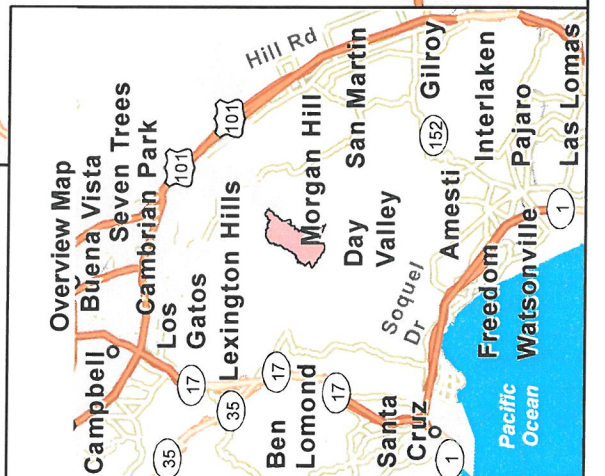 Overview Map
Buena Vista
Seven Trees
Cambrian Park
Campbell
Los
Gatos
Lexington Hills
Hill Rd
101
101
Morgan Hill
San Martin
Gilroy
152
Interlaken
Pajaro
Las Lomas
Day
Valley
Amesti
Freedom
Watsonville
1
Soquel
Dr
17
35
35
17
17
Ben
Lomond
Santa
Cruz
1
Pacific
Ocean